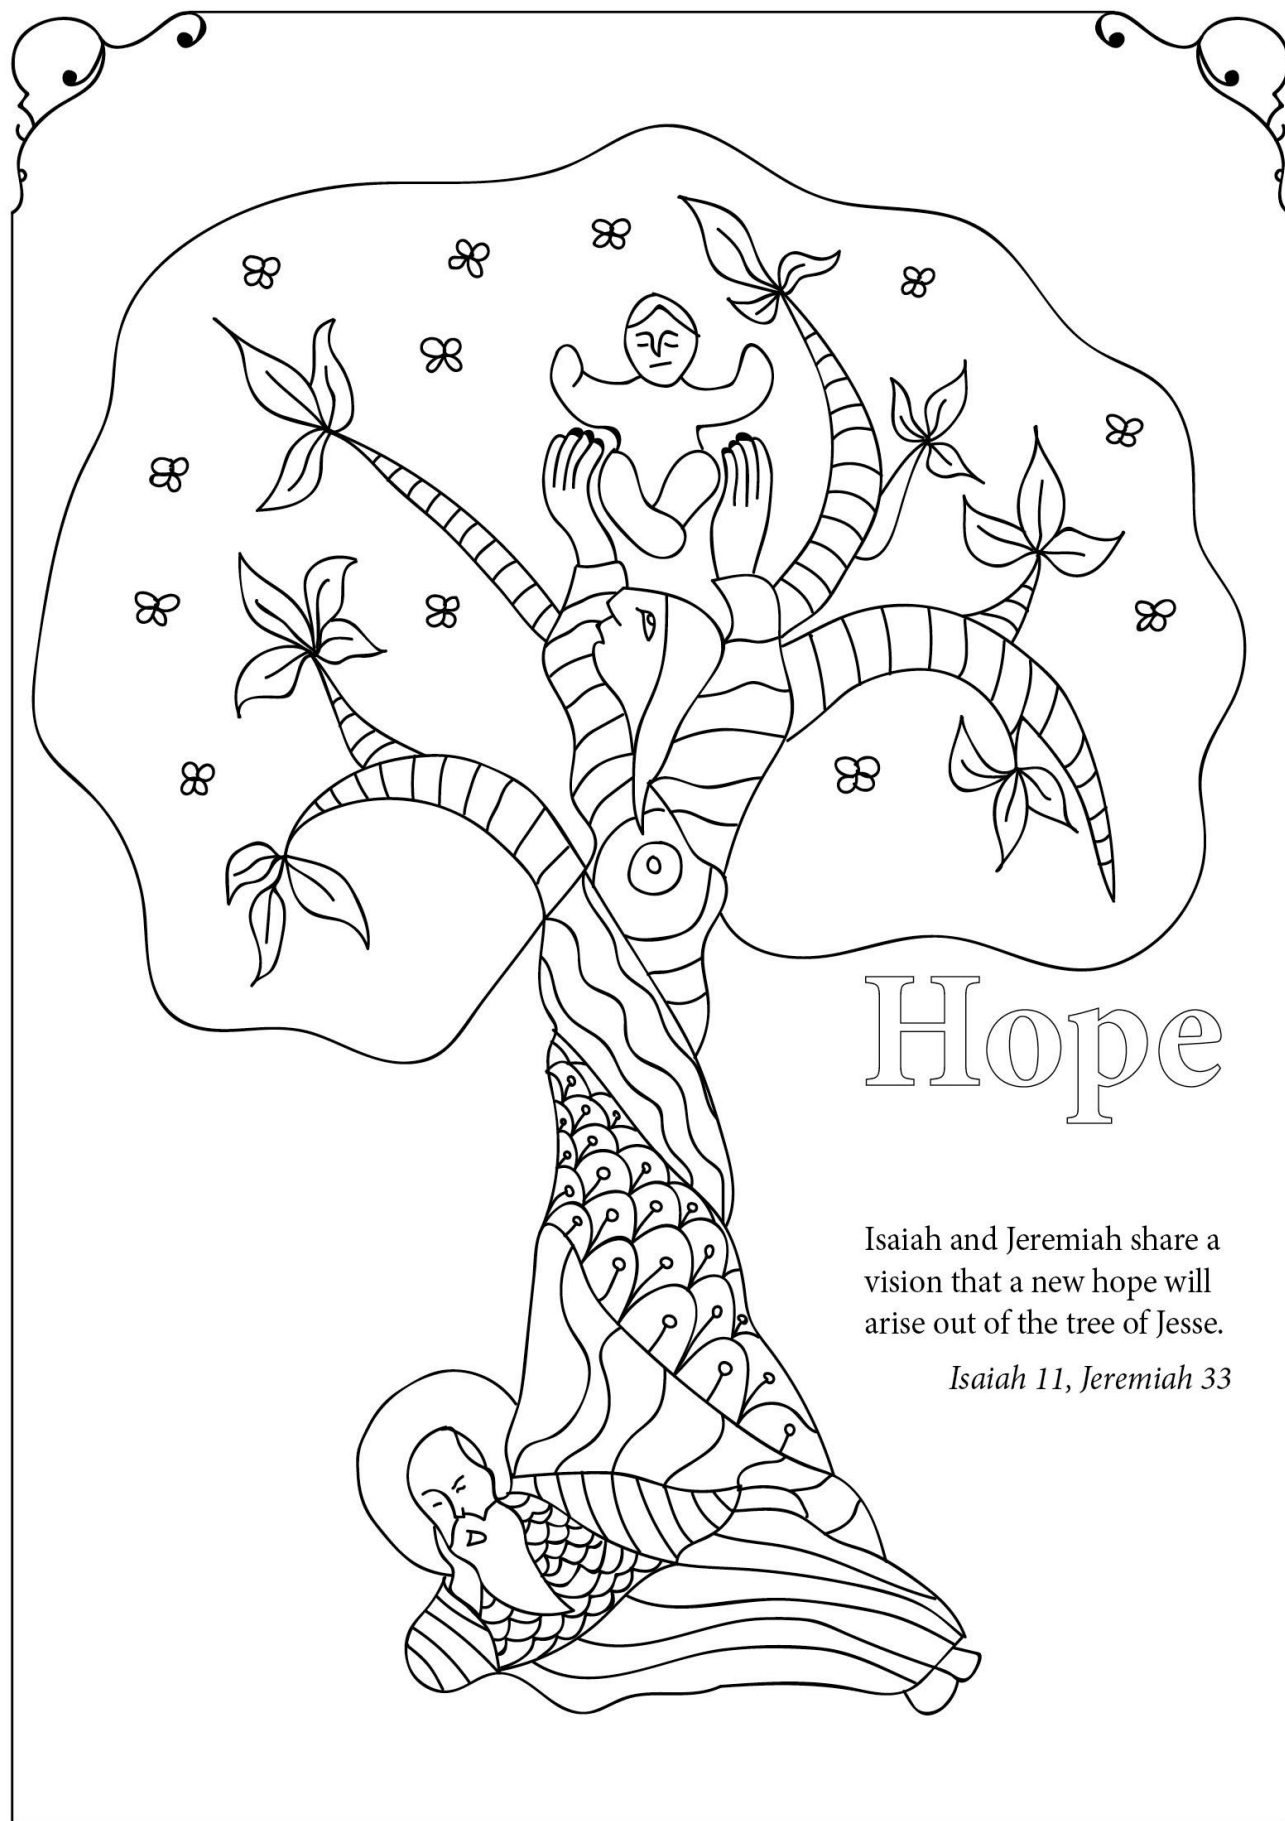 Hope
Isaiah and Jeremiah share a
vision that a new hope will
arise out of the tree of Jesse.
Isaiah 11, Jeremiah 33